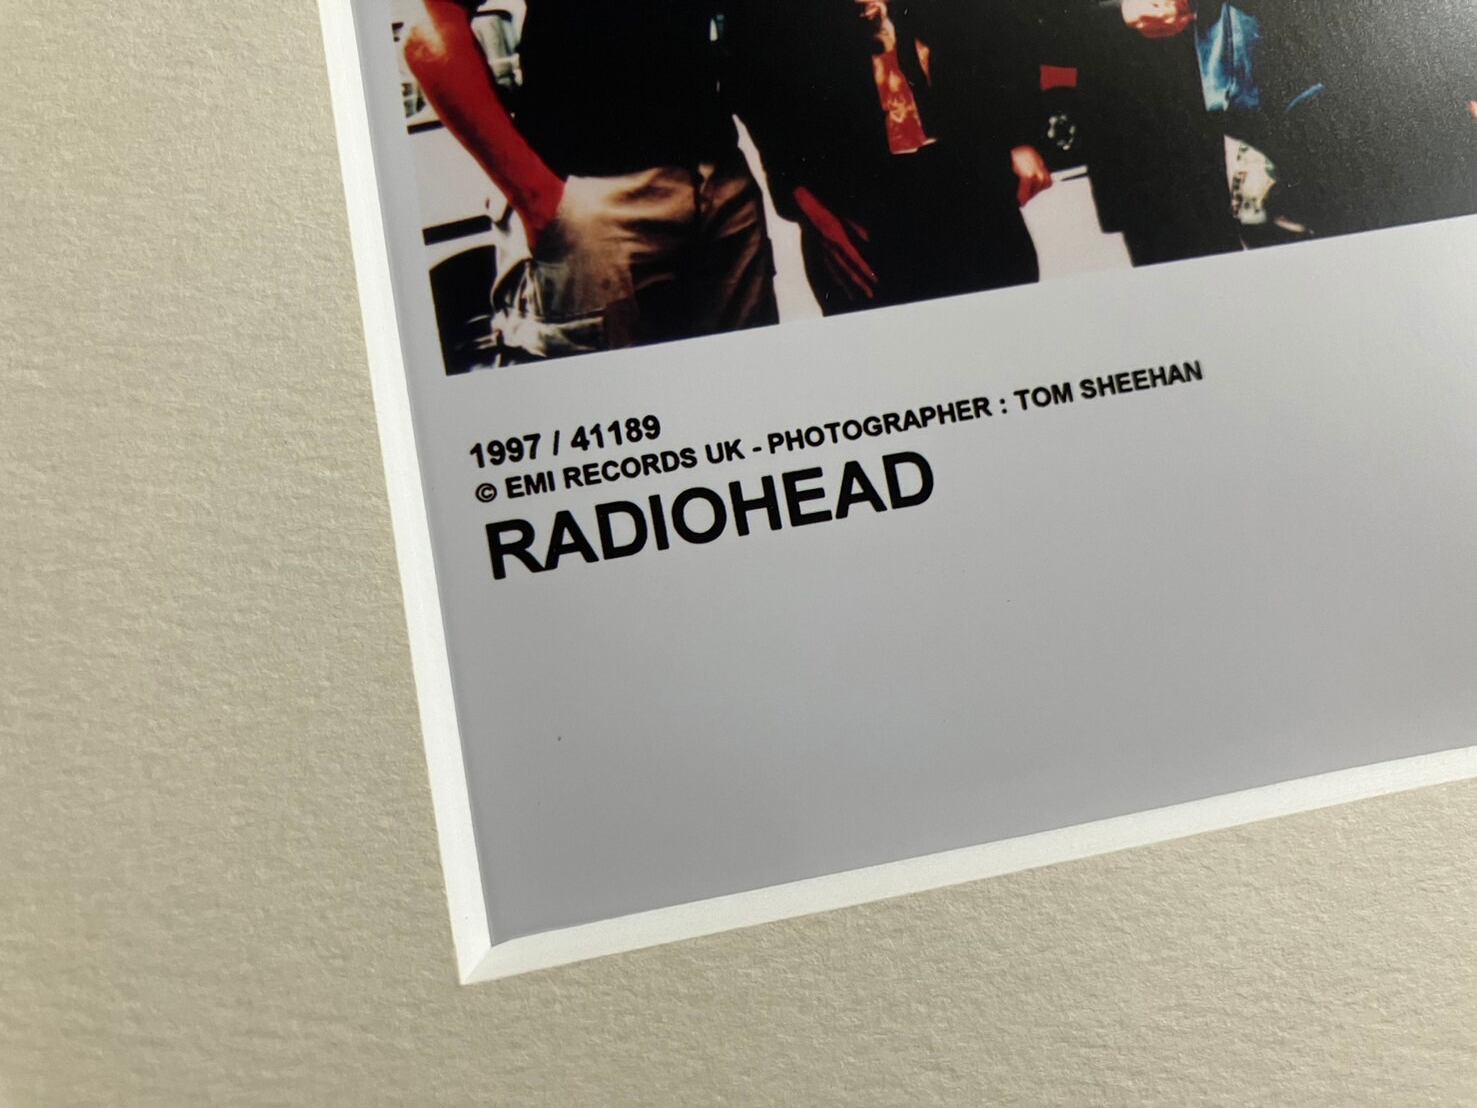 1997 / 41189
© EMI RECORDS UK - PHOTOGRAPHER : TOM SHEEHAN
RADIOHEAD